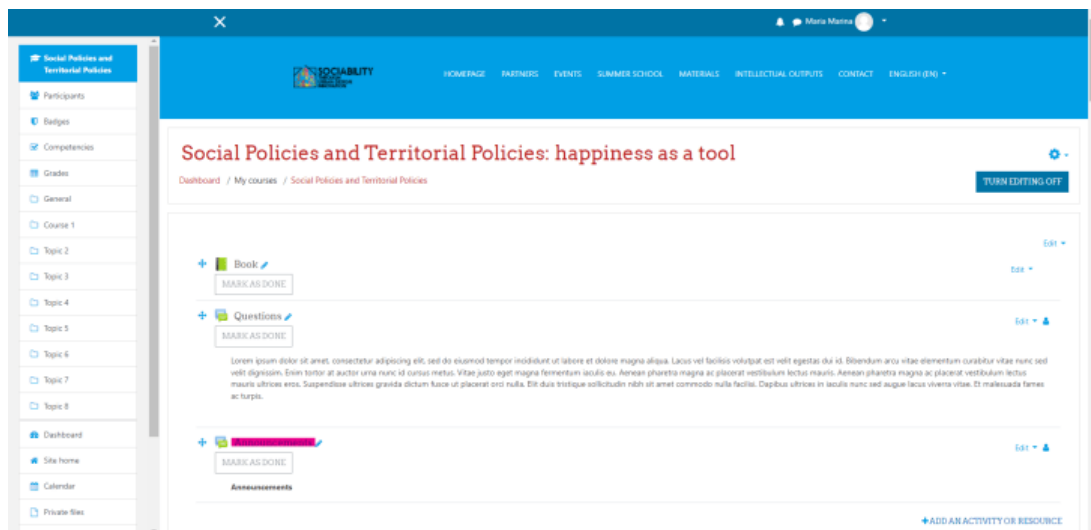 Maria Marina
Social Policies and
Territorial Policies
Participants
Badges
Competencies
Grades
General
Course 1
Topic 2
Topic 3
Topic 4
Topic 5
Topic 6
Topic 7
Topic 8
Dashboard
Site home
Calendar
Private files
SOCIABILITY
HOMEPAGE PARTNERS EVENTS SUMMER SCHOOL MATERIALS INTELLECTUAL OUTPUTS CONTACT ENGLISH (EN)
Social Policies and Territorial Policies: happiness as a tool
Dashboard / My courses / Social Policies and Territorial Policies
TURN EDITING OFF
Edit
Book
Edit
MARK AS DONE
Questions
Edit
MARK AS DONE
Lorem ipsum dolor sit amet, consectetur adipiscing elit, sed do eiusmod tempor incididunt ut labore et dolore magna aliqua. Lacus vel facilisis volutpat est velit egestas dui id. Bibendum arcu vitae elementum curabitur vitae nunc sed
velit dignissim. Enim tortor at auctor urna nunc id cursus metus. Vitae justo eget magna fermentum iaculis eu. Aenean pharetra magna ac placerat vestibulum lectus mauris. Aenean pharetra magna ac placerat vestibulum lectus
mauris ultrices eros. Suspendisse ultrices gravida dictum fusce ut placerat orci nulla. Elit duis tristique sollicitudin nibh sit amet commodo nulla facilisi. Dapibus ultrices in iaculis nunc sed augue lacus viverra vitae. Et malesuada fames
ac turpis.
Announcements
Edit
MARK AS DONE
Announcements
+ADD AN ACTIVITY OR RESOURCE